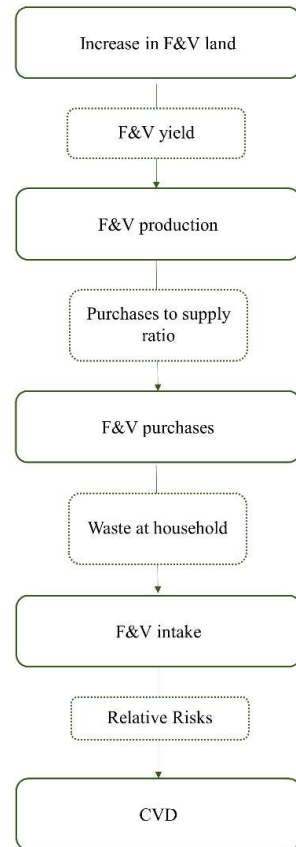 Increase in F&V land
F&V yield
F&V production
Purchases to supply
ratio
F&V purchases
Waste at household
F&V intake
Relative Risks
CVD